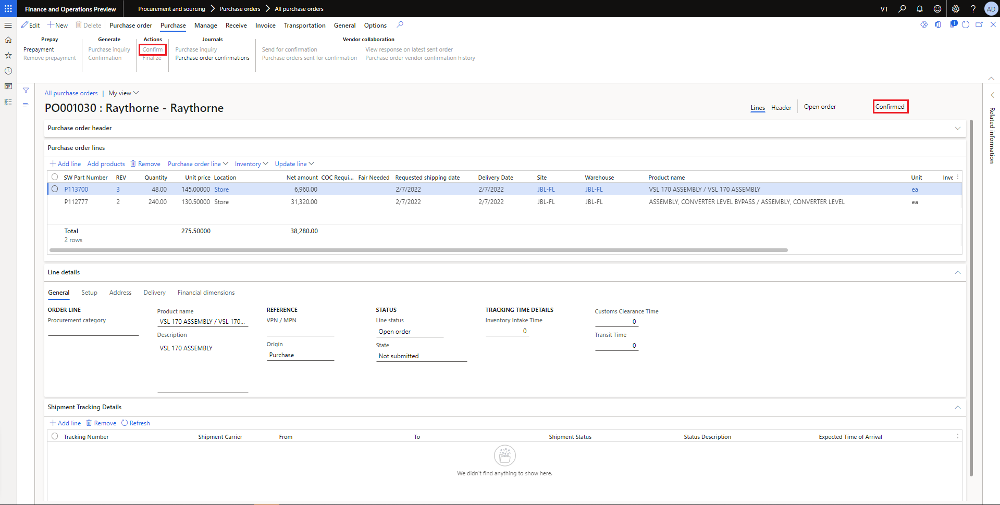 Finance and Operations Preview
Procurement and sourcing Purchase orders All purchase orders
VT ? AD
Edit New Delete Purchase order Purchase Manage Receive Invoice Transportation General Options 1
Prepay Generate Actions Journals Vendor collaboration
Prepayment Purchase inquiry Confirm Purchase inquiry Send for confirmation View response on latest sent order
Remove prepayment Confirmation Finalize Purchase order confirmations Purchase orders sent for confirmation Purchase order vendor confirmation history
All purchase orders | My view
PO001030 : Raythorne - Raythorne
Lines Header Open order Confirmed
Related information
Purchase order header
Purchase order lines
Add line Add products Remove Purchase order line Inventory Update line
SW Part Number REV Quantity Unit price Location Net amount COC Requi... Fair Needed Requested shipping date Delivery Date Site Warehouse Product name Unit Inve
P113700 3 48.00 145.00000 Store 6,960.00 2/7/2022 2/7/2022 JBL-FL JBL-FL VSL 170 ASSEMBLY / VSL 170 ASSEMBLY ea
P112777 2 240.00 130.50000 Store 31,320.00 2/7/2022 2/7/2022 JBL-FL JBL-FL ASSEMBLY, CONVERTER LEVEL BYPASS / ASSEMBLY, CONVERTER LEVEL ea
Total 275.50000 38,280.00
2 rows
Line details
General Setup Address Delivery Financial dimensions
ORDER LINE
Procurement category
Product name
VSL 170 ASSEMBLY / VSL 170...
Description
VSL 170 ASSEMBLY
REFERENCE
VPN / MPN
Origin
Purchase
STATUS
Line status
Open order
State
Not submitted
TRACKING TIME DETAILS
Inventory Intake Time
0
Customs Clearance Time
0
Transit Time
0
Shipment Tracking Details
Add line Remove Refresh
Tracking Number Shipment Carrier From To Shipment Status Status Description Expected Time of Arrival
We didn't find anything to show here.